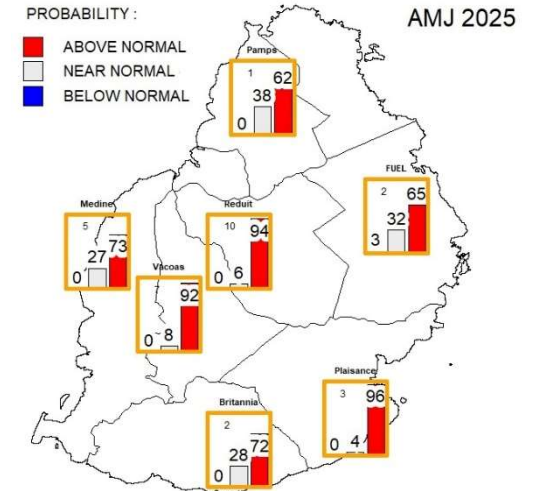 PROBABILITY :
AMJ 2025
ABOVE NORMAL
NEAR NORMAL
BELOW NORMAL
Pamps
1
0 38 62
FUEL
2
3 32 65
Medine
5
0 27 73
Reduit
10
0 6 94
Vacoas
0 8 92
Plaisance
3
0 4 96
Britannia
2
0 28 72